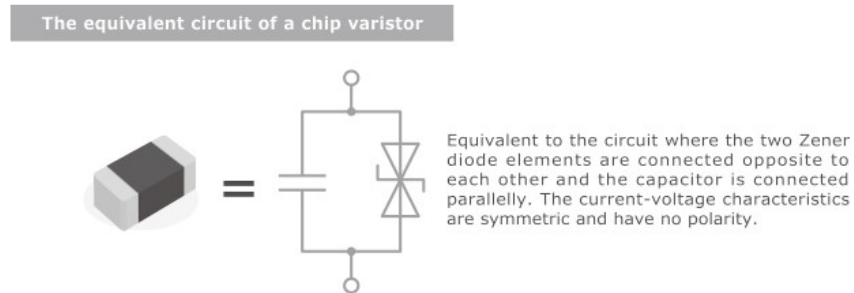 The equivalent circuit of a chip varistor
Equivalent to the circuit where the two Zener
diode elements are connected opposite to
each other and the capacitor is connected
parallelly. The current-voltage characteristics
are symmetric and have no polarity.